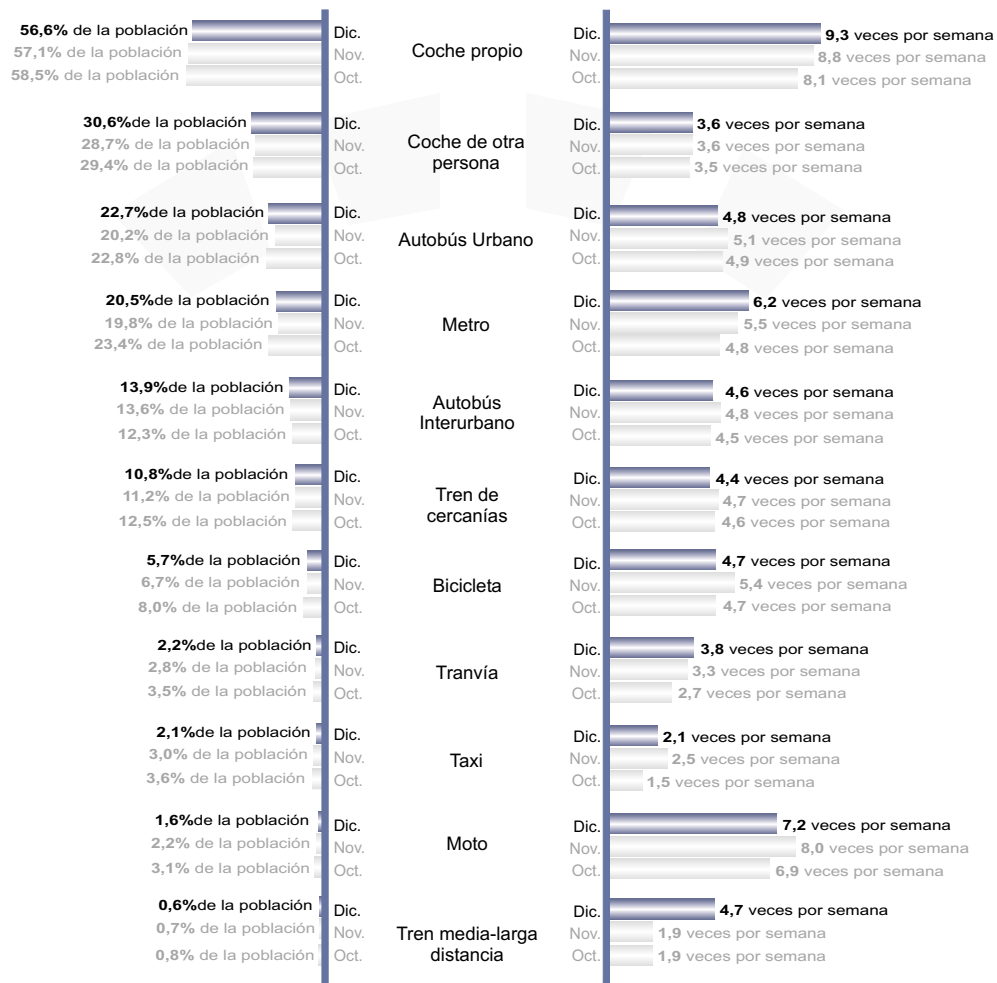 56,6% de la población Dic. Dic. 9,3 veces por semana
57,1% de la población Nov. Coche propio Nov. 8,8 veces por semana
58,5% de la población Oct. Oct. 8,1 veces por semana
30,6%de la población Dic. Dic. 3,6 veces por semana
28,7% de la población Nov. Coche de otra Nov. 3,6 veces por semana
29,4% de la población Oct. persona Oct. 3,5 veces por semana
22,7%de la población Dic. Dic. 4,8 veces por semana
20,2% de la población Nov. Autobús Urbano Nov. 5,1 veces por semana
22,8% de la población Oct. Oct. 4,9 veces por semana
20,5%de la población Dic. Dic. 6,2 veces por semana
19,8% de la población Nov. Metro Nov. 5,5 veces por semana
23,4% de la población Oct. Oct. 4,8 veces por semana
13,9%de la población Dic. Dic. 4,6 veces por semana
13,6% de la población Nov. Autobús Nov. 4,8 veces por semana
12,3% de la población Oct. Interurbano Oct. 4,5 veces por semana
10,8%de la población Dic. Dic. 4,4 veces por semana
11,2% de la población Nov. Tren de Nov. 4,7 veces por semana
12,5% de la población Oct. cercanías Oct. 4,6 veces por semana
5,7%de la población Dic. Dic. 4,7 veces por semana
6,7% de la población Nov. Bicicleta Nov. 5,4 veces por semana
8,0% de la población Oct. Oct. 4,7 veces por semana
2,2%de la población Dic. Dic. 3,8 veces por semana
2,8% de la población Nov. Tranvía Nov. 3,3 veces por semana
3,5% de la población Oct. Oct. 2,7 veces por semana
2,1%de la población Dic. Dic. 2,1 veces por semana
3,0% de la población Nov. Taxi Nov. 2,5 veces por semana
3,6% de la población Oct. Oct. 1,5 veces por semana
1,6%de la población Dic. Dic. 7,2 veces por semana
2,2% de la población Nov. Moto Nov. 8,0 veces por semana
3,1% de la población Oct. Oct. 6,9 veces por semana
0,6%de la población Dic. Dic. 4,7 veces por semana
0,7% de la población Nov. Tren media-larga Nov. 1,9 veces por semana
0,8% de la población Oct. distancia Oct. 1,9 veces por semana